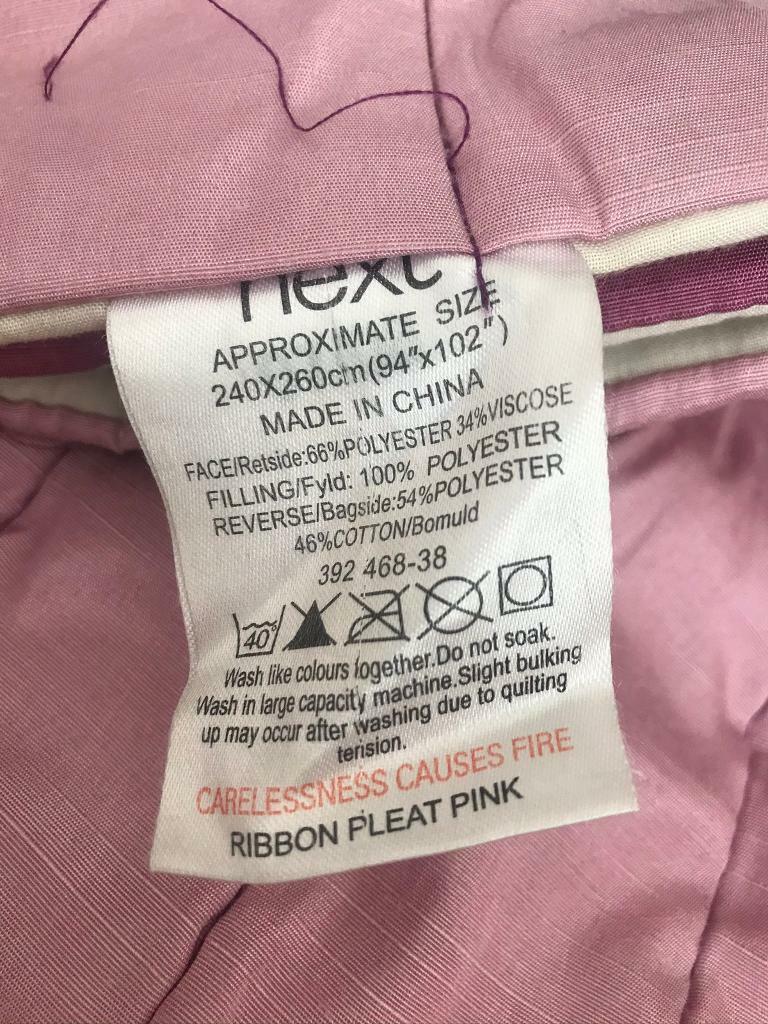 next
APPROXIMATE SIZE
240X260cm(94"x102")
MADE IN CHINA
FACE/Retside:66%POLYESTER 34%VISCOSE
FILLING/Fyld: 100% POLYESTER
REVERSE/Bagside:54%POLYESTER
46%COTTON/Bomuld
392 468-38
40°
Wash like colours together.Do not soak.
Wash in large capacity machine.Slight bulking
up may occur after washing due to quilting
terision.
CARELESSNESS CAUSES FIRE
RIBBON PLEAT PINK